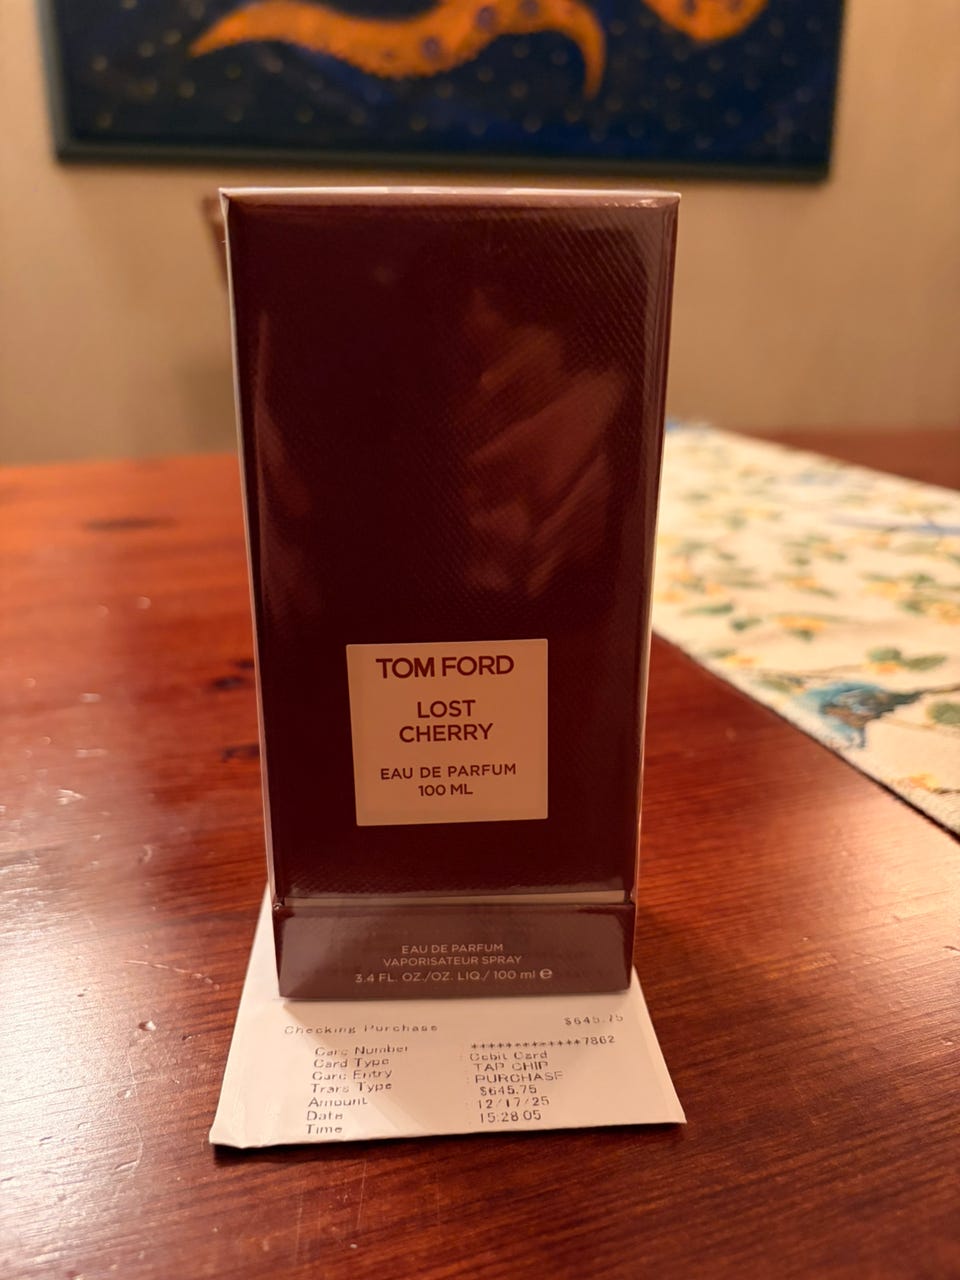 TOM FORD
LOST
CHERRY
EAU DE PARFUM
100 ML
EAU DE PARFUM
VAPORISATEUR SPRAY
3.4 FL. OZ./OZ. LIQ./ 100 ml ℮
Checking Purchase $645.75
Card Number *************7862
Card Type Debit Card
Card Entry TAP CHIP
Trans Type PURCHASE
Amount $645.75
Date 12/17/25
Time 15:28:05